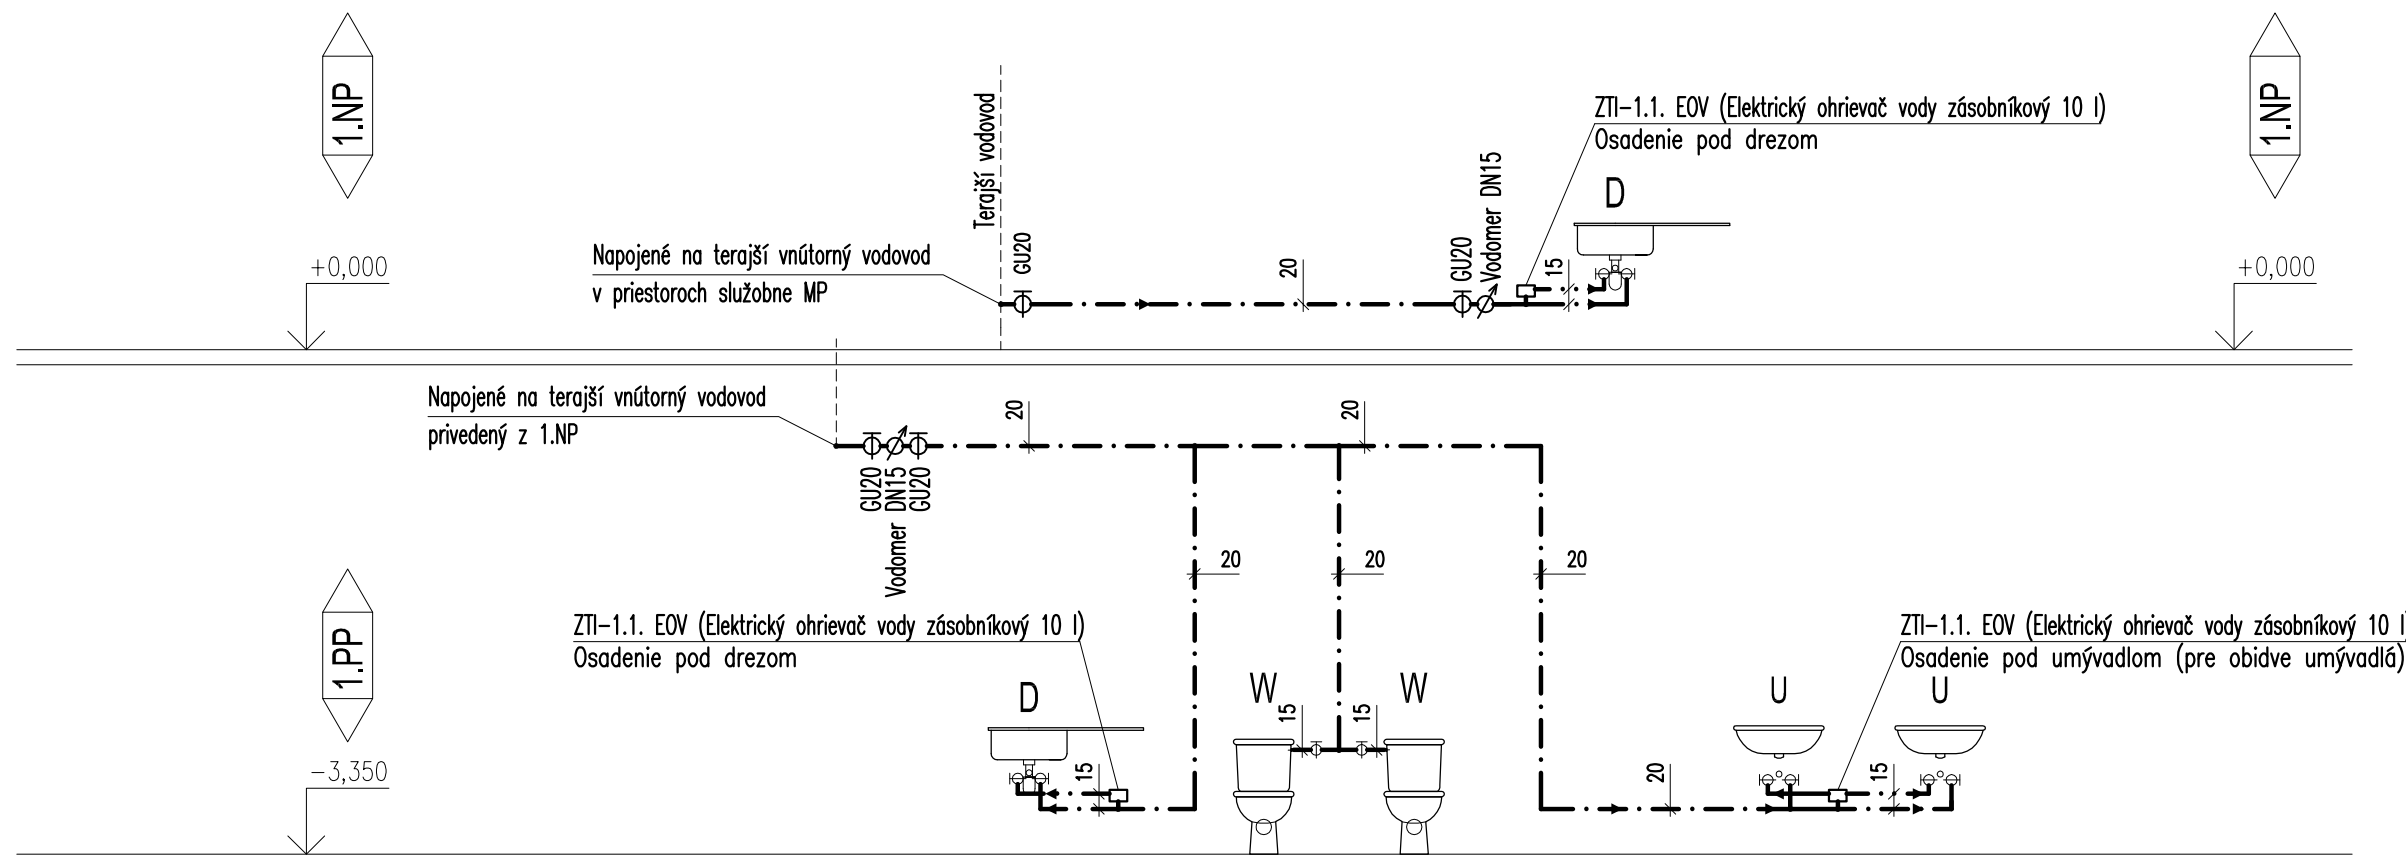 1.NP
1.NP
Terajší vodovod
ZTI-1.1. EOV (Elektrický ohrievač vody zásobníkový 10 l)
Osadenie pod drezom
Vodomer DN15
D
GU20
GU20
Napojené na terajší vnútorný vodovod
v priestoroch služobne MP
20
15
+0,000
+0,000
Napojené na terajší vnútorný vodovod
privedený z 1.NP
20
20
GU20
Vodomer DN15
GU20
20
20
20
ZTI-1.1. EOV (Elektrický ohrievač vody zásobníkový 10 l)
Osadenie pod drezom
ZTI-1.1. EOV (Elektrický ohrievač vody zásobníkový 10 l)
Osadenie pod umývadlom (pre obidve umývadlá)
1.PP
D
W
W
U
U
15
15
-3,350
15
20
15